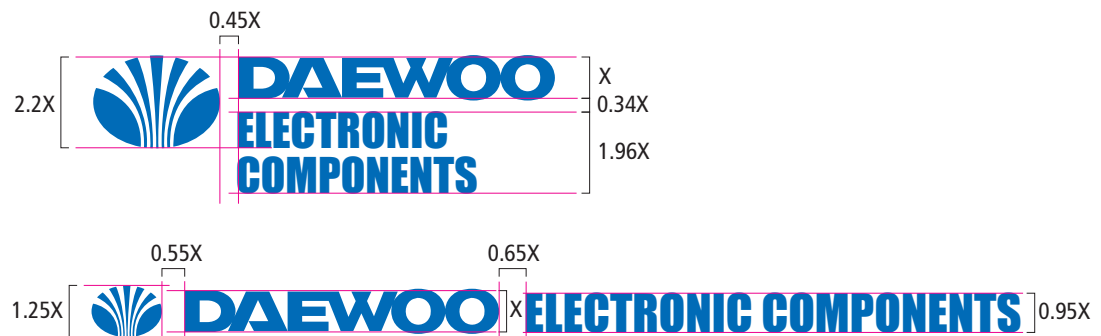 0.45X
2.2X
DAEWOO
X
0.34X
ELECTRONIC
COMPONENTS
1.96X
0.55X
0.65X
1.25X
DAEWOO
X
ELECTRONIC COMPONENTS
0.95X